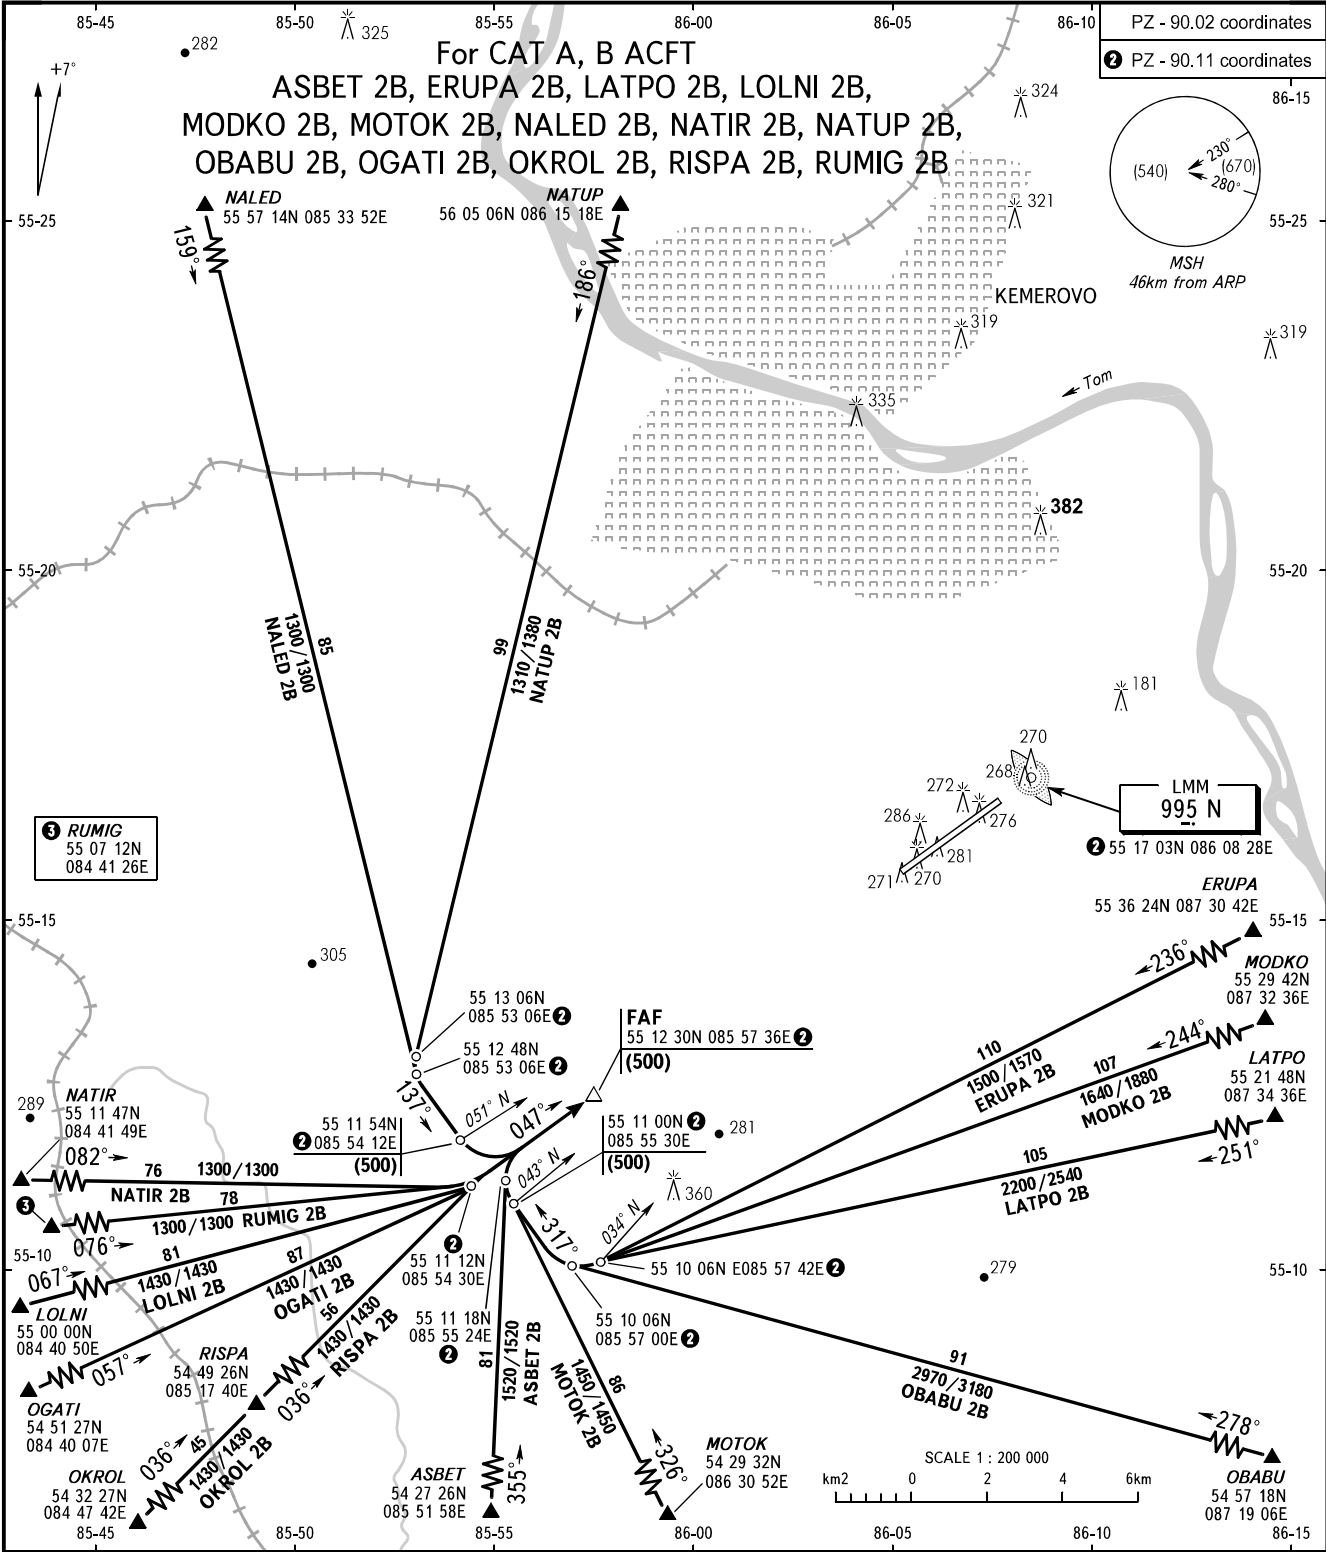 85-45
85-50
85-55
86-00
86-05
86-10
PZ - 90.02 coordinates
❷ PZ - 90.11 coordinates
325
282
For CAT A, B ACFT
ASBET 2B, ERUPA 2B, LATPO 2B, LOLNI 2B,
MODKO 2B, MOTOK 2B, NALED 2B, NATIR 2B, NATUP 2B,
OBABU 2B, OGATI 2B, OKROL 2B, RISPA 2B, RUMIG 2B
+7°
324
86-15
230°
(540)
(670)
280°
MSH
46km from ARP
321
NALED
55 57 14N 085 33 52E
NATUP
56 05 06N 086 15 18E
55-25
55-25
159°
186°
KEMEROVO
319
319
Tom
335
382
55-20
55-20
85
1300/1300
NALED 2B
99
1310/1380
NATUP 2B
181
270
268
272
276
286
281
271
270
LMM
995 N
❷ 55 17 03N 086 08 28E
❸ RUMIG
55 07 12N
084 41 26E
ERUPA
55 36 24N 087 30 42E
55-15
55-15
305
236°
MODKO
55 29 42N
087 32 36E
55 13 06N
085 53 06E ❷
55 12 48N
085 53 06E ❷
FAF
55 12 30N 085 57 36E ❷
(500)
244°
110
1500/1570
ERUPA 2B
107
1640/1880
MODKO 2B
LATPO
55 21 48N
087 34 36E
137°
051° N
047°
289
NATIR
55 11 47N
084 41 49E
082°
55 11 54N
❷ 085 54 12E
(500)
55 11 00N ❷
085 55 30E
(500)
281
251°
105
2200/2540
LATPO 2B
76
1300/1300
NATIR 2B
043° N
360
❸
78
1300/1300 RUMIG 2B
076°
034° N
317°
55-10
55-10
067°
81
1430/1430
LOLNI 2B
87
1430/1430
OGATI 2B
❷
55 11 12N
085 54 30E
55 10 06N E085 57 42E ❷
279
LOLNI
55 00 00N
084 40 50E
56
1430/1430
RISPA 2B
55 11 18N
085 55 24E
❷
55 10 06N
085 57 00E ❷
057°
RISPA
54 49 26N
085 17 40E
036°
81
1520/1520
ASBET 2B
86
1450/1450
MOTOK 2B
91
2970/3180
OBABU 2B
OGATI
54 51 27N
084 40 07E
278°
036°
45
1430/1430
OKROL 2B
OKROL
54 32 27N
084 47 42E
ASBET
54 27 26N
085 51 58E
355°
326°
MOTOK
54 29 32N
086 30 52E
SCALE 1 : 200 000
km2 0 2 4 6km
OBABU
54 57 18N
087 19 06E
85-45
85-50
85-55
86-00
86-05
86-10
86-15